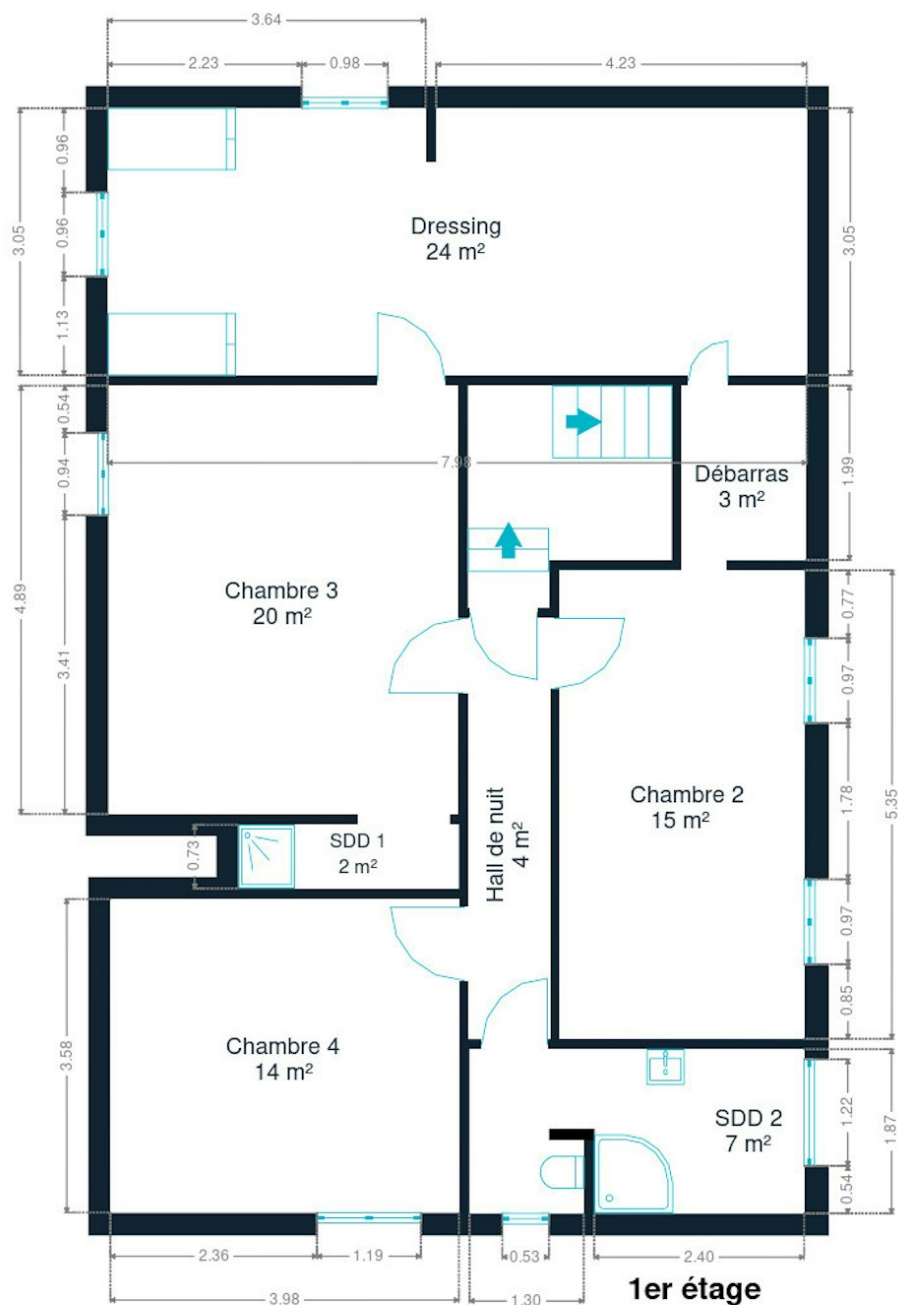 3.64
2.23
0.98
4.23
0.96
3.05
0.96
1.13
3.05
Dressing
24 m²
0.54
0.94
7.98
1.99
Débarras
3 m²
4.89
3.41
Chambre 3
20 m²
0.77
0.97
Chambre 2
15 m²
1.78
5.35
Hall de nuit
4 m²
SDD 1
2 m²
0.73
0.97
0.85
Chambre 4
14 m²
3.58
SDD 2
7 m²
1.22
1.87
0.54
2.36
1.19
0.53
2.40
3.98
1.30
1er étage